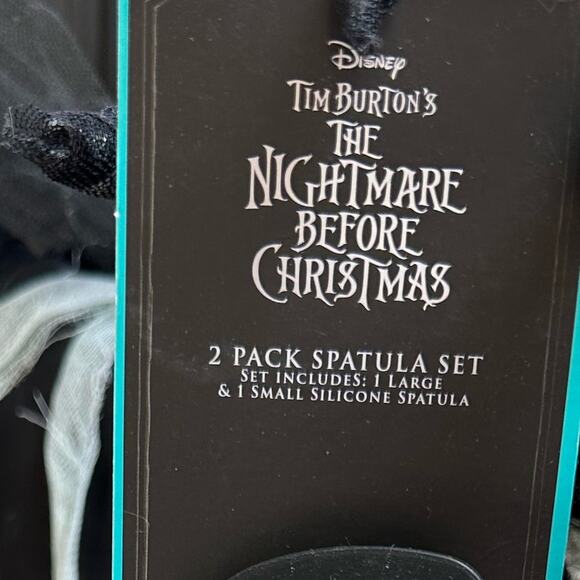 Disney
Tim Burton's
The
Nightmare
Before
Christmas
2 Pack Spatula Set
Set includes: 1 Large
& 1 Small Silicone Spatula